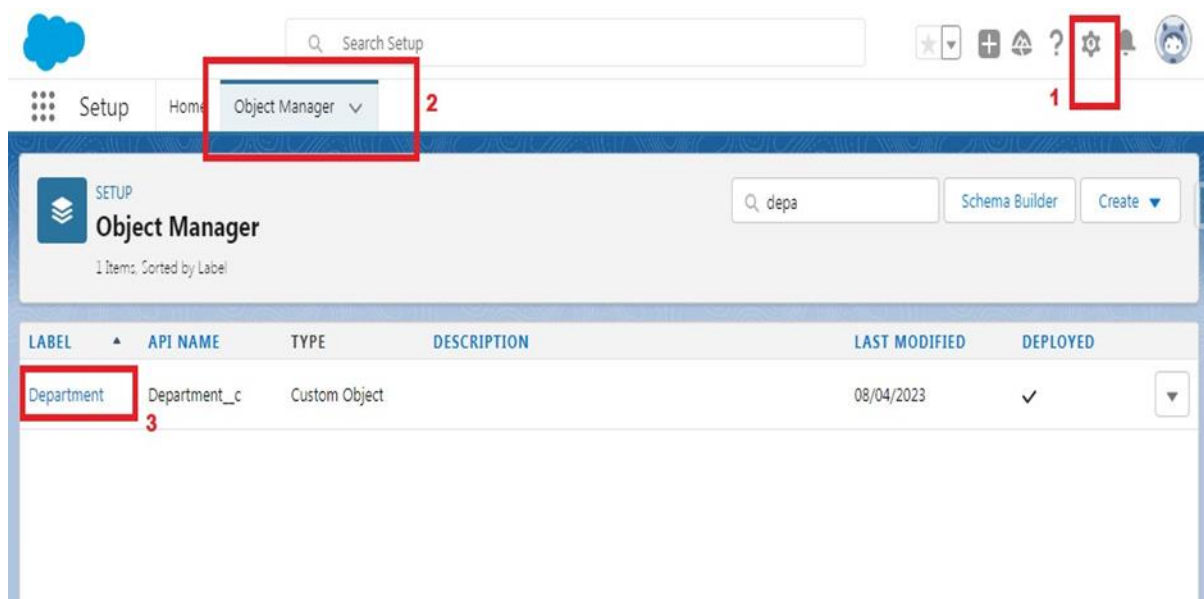 Search Setup
1
Setup Home Object Manager 2
SETUP
Object Manager
1 Items, Sorted by Label
depa Schema Builder Create
LABEL API NAME TYPE DESCRIPTION LAST MODIFIED DEPLOYED
Department Department__c Custom Object 08/04/2023
3